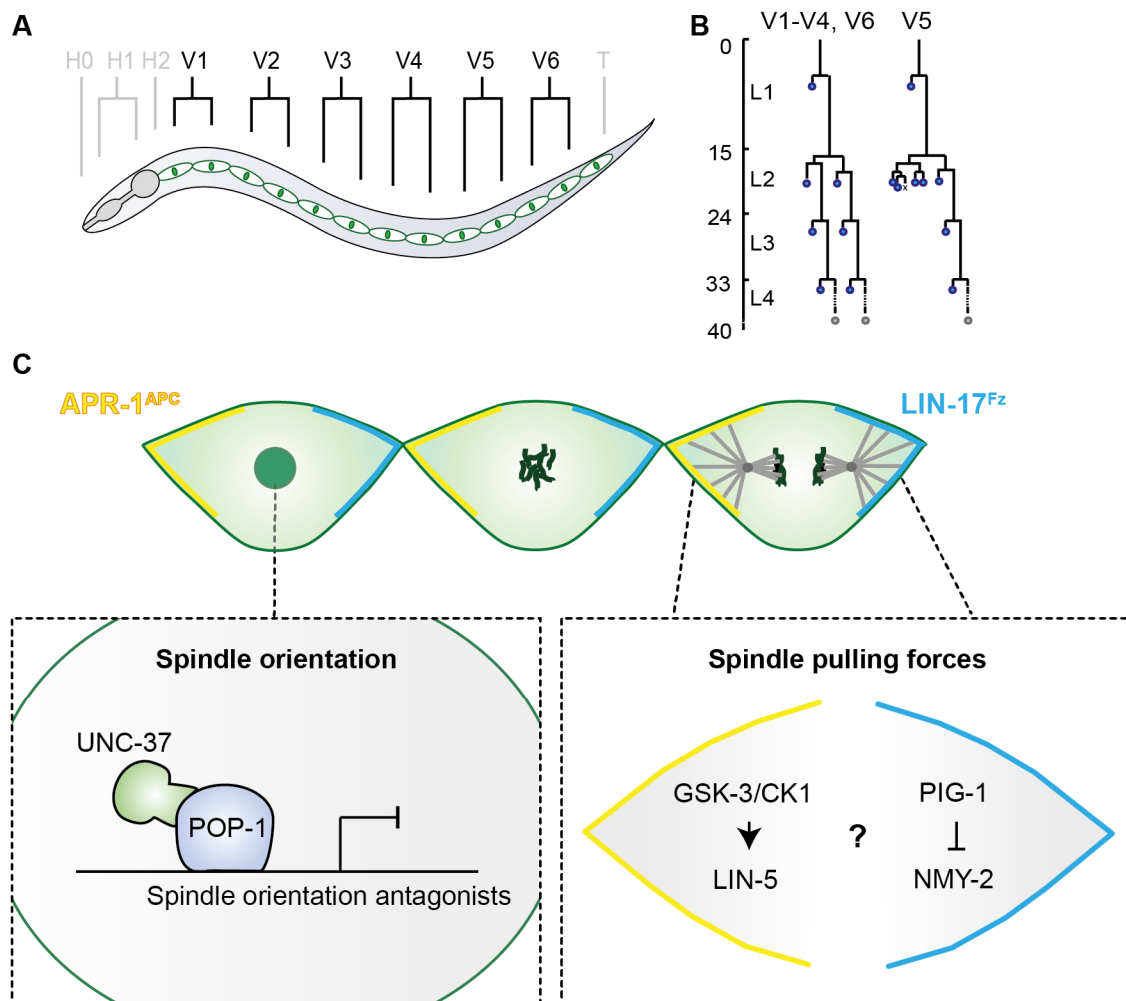 A
H0 H1 H2 V1 V2 V3 V4 V5 V6 T
B
V1-V4, V6 V5
0
L1
15
L2
24
L3
33
L4
40
x
C
APR-1APC
LIN-17Fz
Spindle orientation
UNC-37
POP-1
Spindle orientation antagonists
Spindle pulling forces
GSK-3/CK1
LIN-5
?
PIG-1
NMY-2